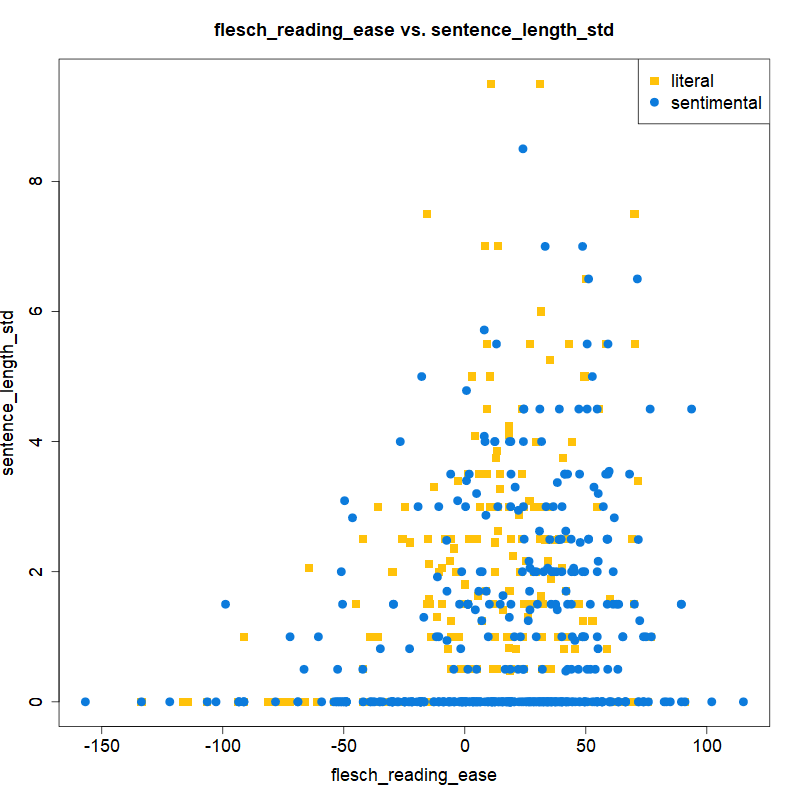 flesch_reading_ease vs. sentence_length_std
literal
sentimental
sentence_length_std
8
6
4
2
0
-150 -100 -50 0 50 100
flesch_reading_ease